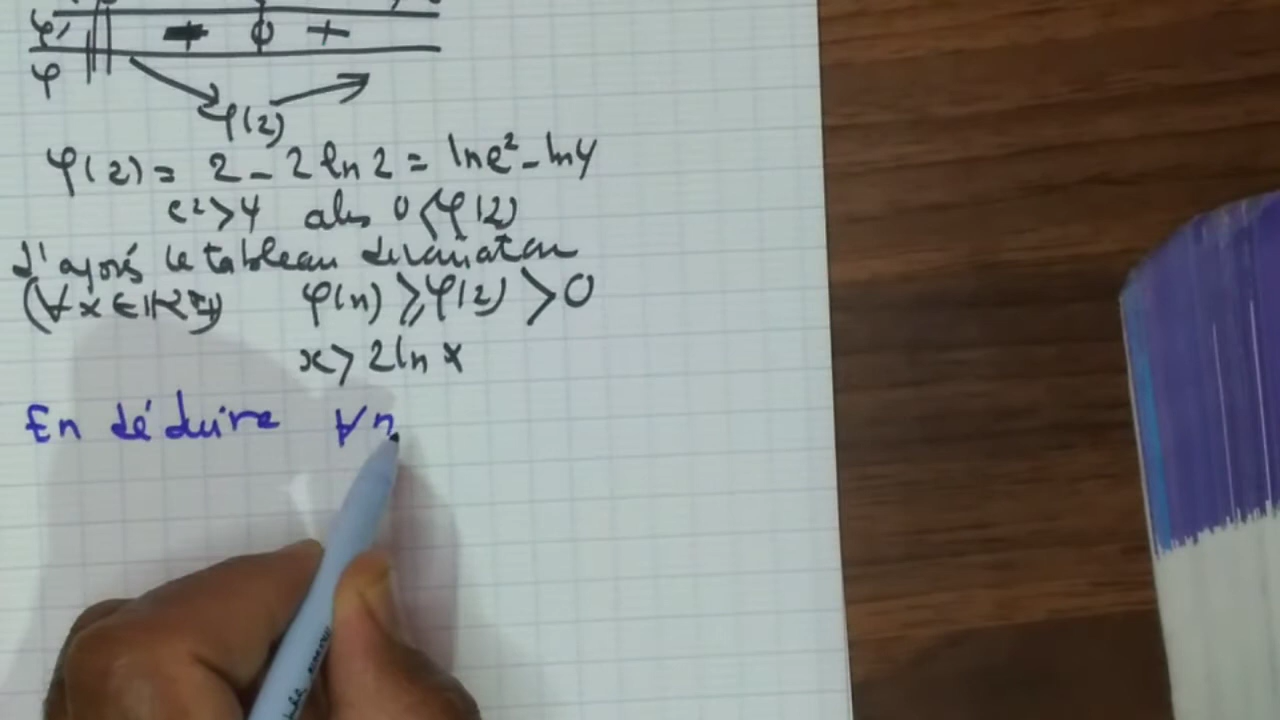 φ' + 0 +
φ
φ(2)
φ(2) = 2 - 2 ln 2 = ln e² - ln 4
e² > 4 alors 0 < φ(2)
d'après le tableau de variation
(∀ x ∈ ℝ*₊) φ(x) ≥ φ(2) > 0
x > 2 ln x
En déduire ∀ n